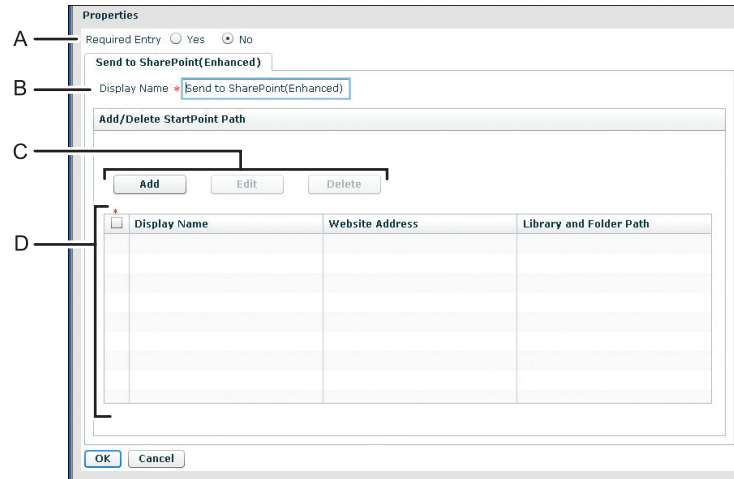 Properties
A
Required Entry Yes No
Send to SharePoint(Enhanced)
B
Display Name * Send to SharePoint(Enhanced)
Add/Delete StartPoint Path
C
Add Edit Delete
*
D
Display Name Website Address Library and Folder Path
OK Cancel